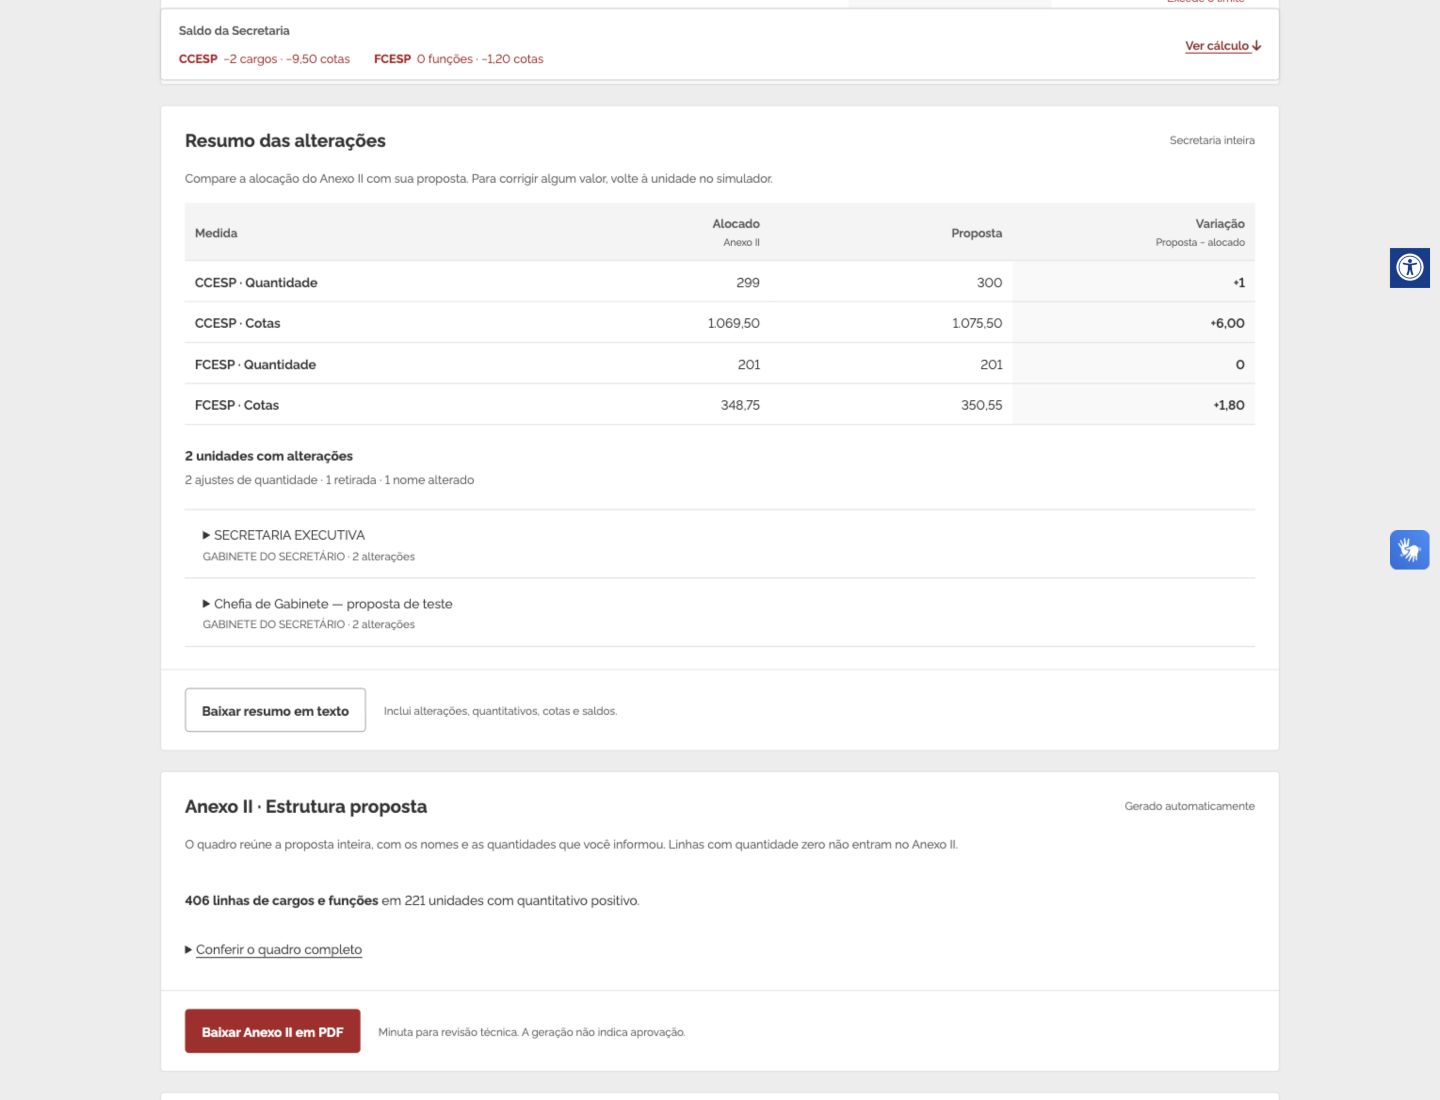 Excede o limite
Saldo da Secretaria
CCESP −2 cargos · −9,50 cotas FCESP 0 funções · −1,20 cotas
Ver cálculo ↓
Resumo das alterações
Secretaria inteira
Compare a alocação do Anexo II com sua proposta. Para corrigir algum valor, volte à unidade no simulador.
Medida Alocado Anexo II Proposta Variação Proposta − alocado
CCESP · Quantidade 299 300 +1
CCESP · Cotas 1.069,50 1.075,50 +6,00
FCESP · Quantidade 201 201 0
FCESP · Cotas 348,75 350,55 +1,80
2 unidades com alterações
2 ajustes de quantidade · 1 retirada · 1 nome alterado
▶ SECRETARIA EXECUTIVA
GABINETE DO SECRETÁRIO · 2 alterações
▶ Chefia de Gabinete — proposta de teste
GABINETE DO SECRETÁRIO · 2 alterações
Baixar resumo em texto
Inclui alterações, quantitativos, cotas e saldos.
Anexo II · Estrutura proposta
Gerado automaticamente
O quadro reúne a proposta inteira, com os nomes e as quantidades que você informou. Linhas com quantidade zero não entram no Anexo II.
406 linhas de cargos e funções em 221 unidades com quantitativo positivo.
▶ Conferir o quadro completo
Baixar Anexo II em PDF
Minuta para revisão técnica. A geração não indica aprovação.